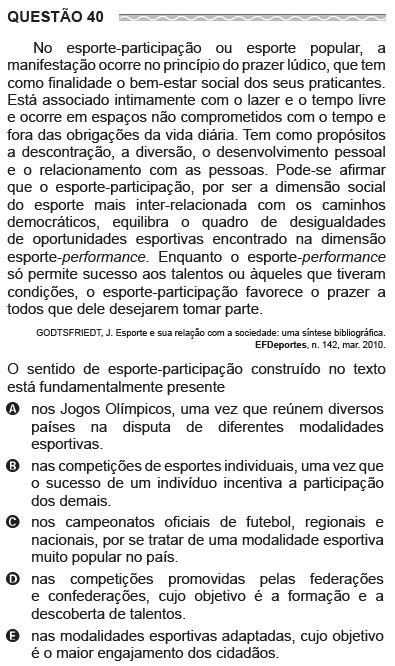 QUESTÃO 40
No esporte-participação ou esporte popular, a
manifestação ocorre no princípio do prazer lúdico, que tem
como finalidade o bem-estar social dos seus praticantes.
Está associado intimamente com o lazer e o tempo livre
e ocorre em espaços não comprometidos com o tempo e
fora das obrigações da vida diária. Tem como propósitos
a descontração, a diversão, o desenvolvimento pessoal
e o relacionamento com as pessoas. Pode-se afirmar
que o esporte-participação, por ser a dimensão social
do esporte mais inter-relacionada com os caminhos
democráticos, equilibra o quadro de desigualdades
de oportunidades esportivas encontrado na dimensão
esporte-performance. Enquanto o esporte-performance
só permite sucesso aos talentos ou àqueles que tiveram
condições, o esporte-participação favorece o prazer a
todos que dele desejarem tomar parte.
GODTSFRIEDT, J. Esporte e sua relação com a sociedade: uma síntese bibliográfica.
EFDeportes, n. 142, mar. 2010.
O sentido de esporte-participação construído no texto
está fundamentalmente presente
A nos Jogos Olímpicos, uma vez que reúnem diversos
países na disputa de diferentes modalidades
esportivas.
B nas competições de esportes individuais, uma vez que
o sucesso de um indivíduo incentiva a participação
dos demais.
C nos campeonatos oficiais de futebol, regionais e
nacionais, por se tratar de uma modalidade esportiva
muito popular no país.
D nas competições promovidas pelas federações
e confederações, cujo objetivo é a formação e a
descoberta de talentos.
E nas modalidades esportivas adaptadas, cujo objetivo
é o maior engajamento dos cidadãos.